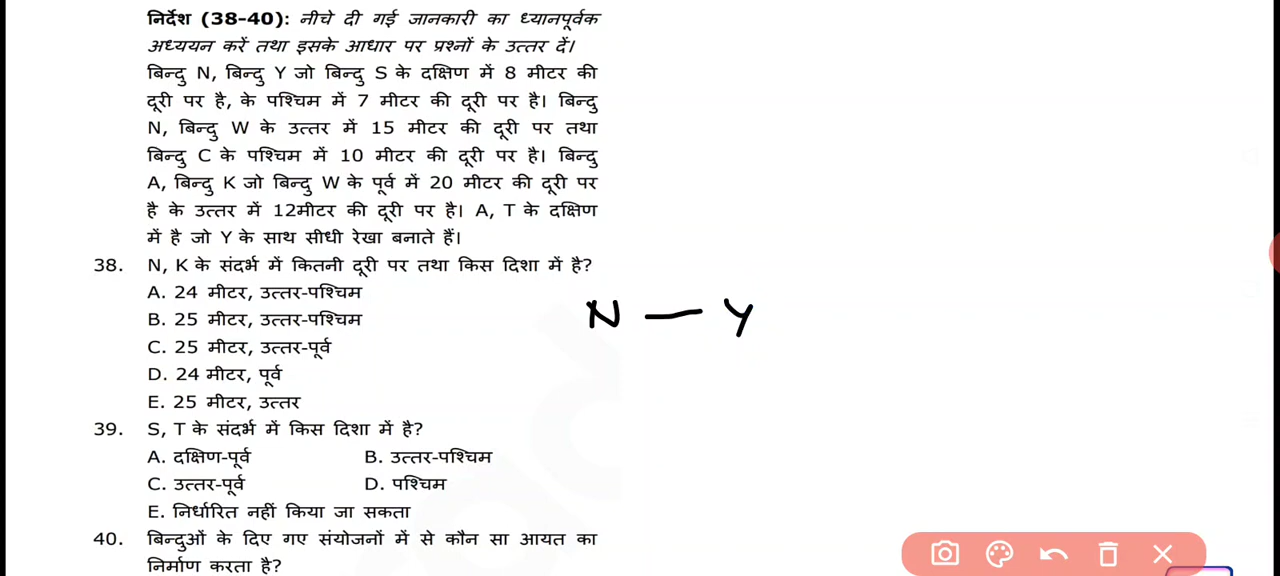 निर्देश (38-40): नीचे दी गई जानकारी का ध्यानपूर्वक
अध्ययन करें तथा इसके आधार पर प्रश्नों के उत्तर दें।
बिन्दु N, बिन्दु Y जो बिन्दु S के दक्षिण में 8 मीटर की
दूरी पर है, के पश्चिम में 7 मीटर की दूरी पर है। बिन्दु
N, बिन्दु W के उत्तर में 15 मीटर की दूरी पर तथा
बिन्दु C के पश्चिम में 10 मीटर की दूरी पर है। बिन्दु
A, बिन्दु K जो बिन्दु W के पूर्व में 20 मीटर की दूरी पर
है के उत्तर में 12मीटर की दूरी पर है। A, T के दक्षिण
में है जो Y के साथ सीधी रेखा बनाते हैं।
38. N, K के संदर्भ में कितनी दूरी पर तथा किस दिशा में है?
A. 24 मीटर, उत्तर-पश्चिम
B. 25 मीटर, उत्तर-पश्चिम
N — Y
C. 25 मीटर, उत्तर-पूर्व
D. 24 मीटर, पूर्व
E. 25 मीटर, उत्तर
39. S, T के संदर्भ में किस दिशा में है?
A. दक्षिण-पूर्व B. उत्तर-पश्चिम
C. उत्तर-पूर्व D. पश्चिम
E. निर्धारित नहीं किया जा सकता
40. बिन्दुओं के दिए गए संयोजनों में से कौन सा आयत का
निर्माण करता है?